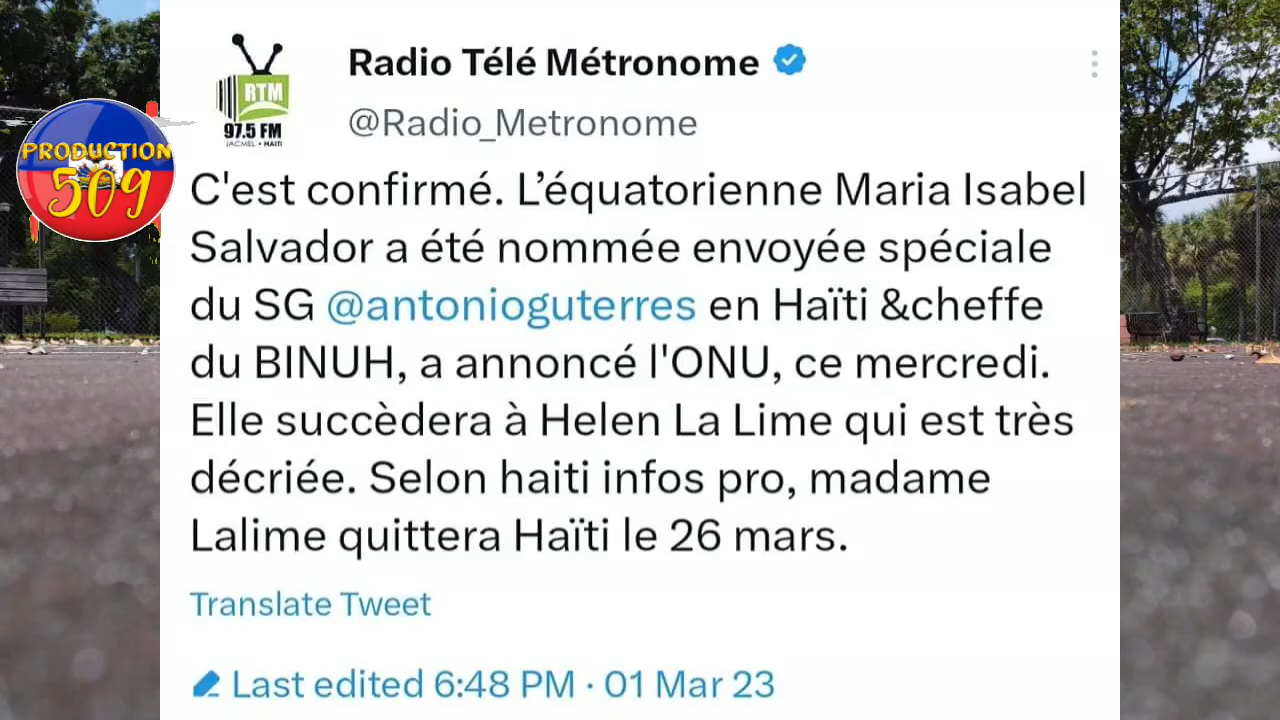 Radio Télé Métronome
@Radio_Metronome
RTM
97.5 FM
JACMEL • HAITI
PRODUCTION
509
C'est confirmé. L’équatorienne Maria Isabel
Salvador a été nommée envoyée spéciale
du SG @antonioguterres en Haïti &cheffe
du BINUH, a annoncé l'ONU, ce mercredi.
Elle succèdera à Helen La Lime qui est très
décriée. Selon haiti infos pro, madame
Lalime quittera Haïti le 26 mars.
Translate Tweet
Last edited 6:48 PM · 01 Mar 23